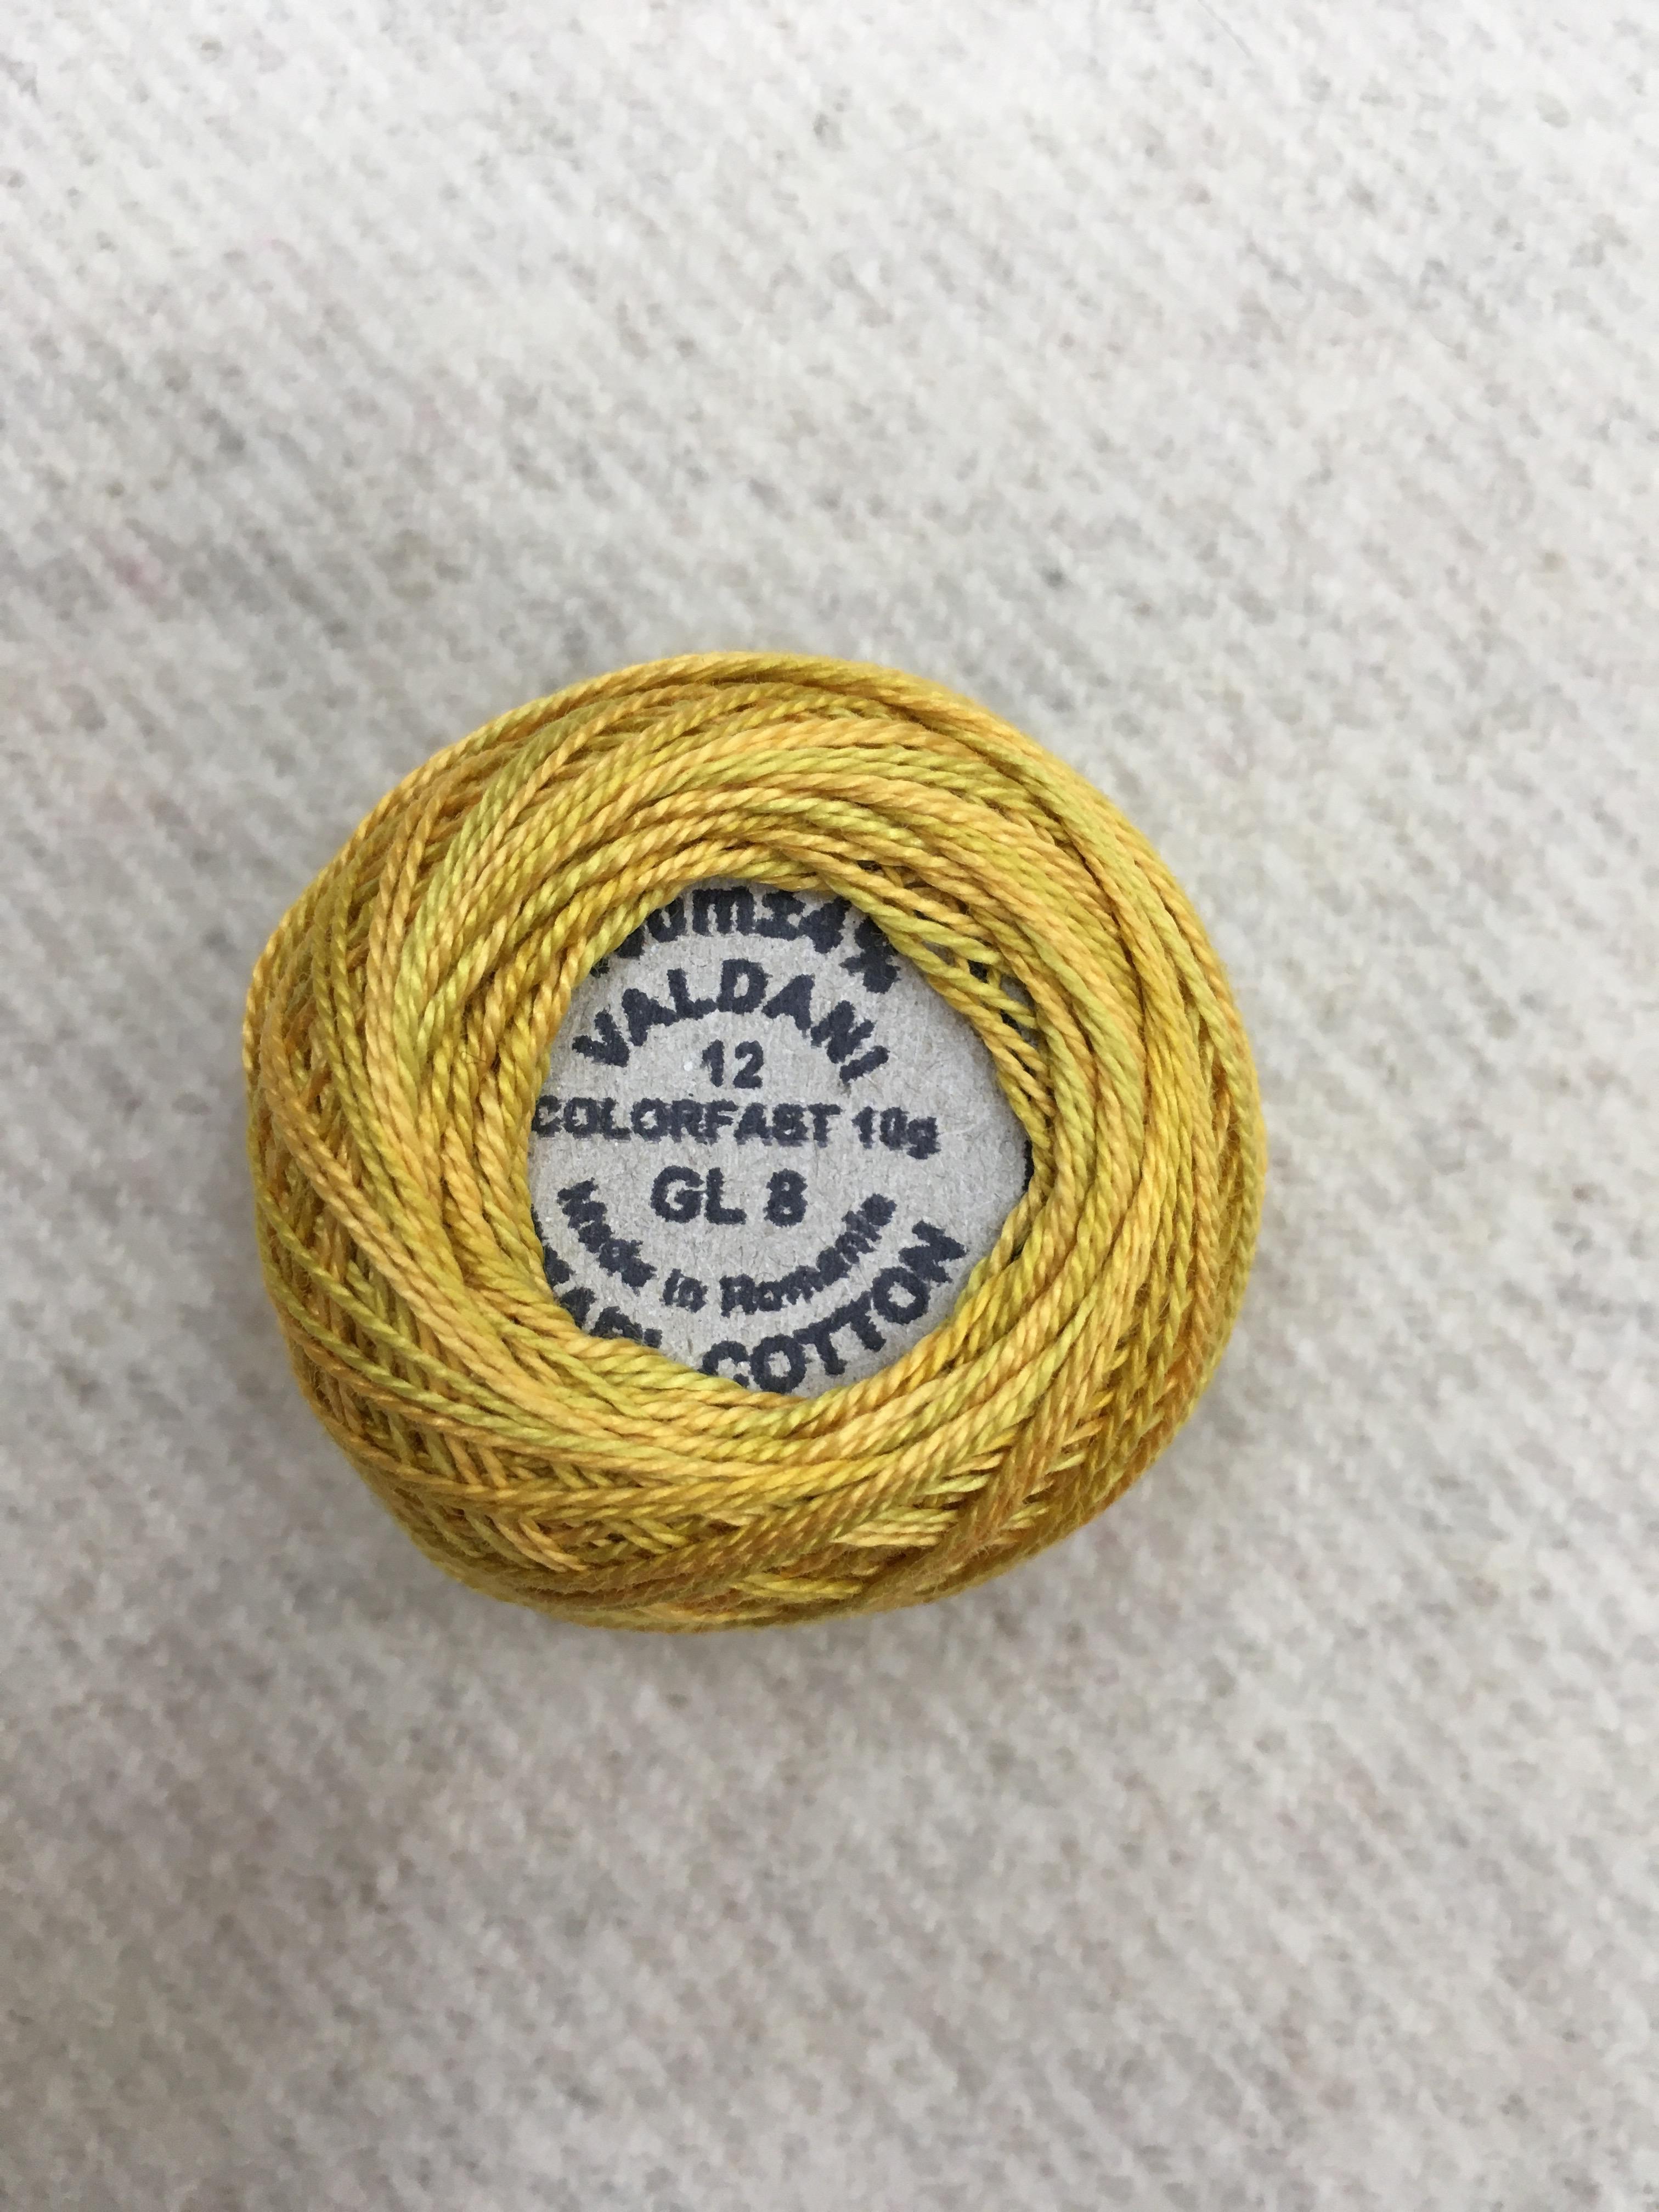 VALDANI
12
COLORFAST 10g
GL 8
Made in Romania
COTTON